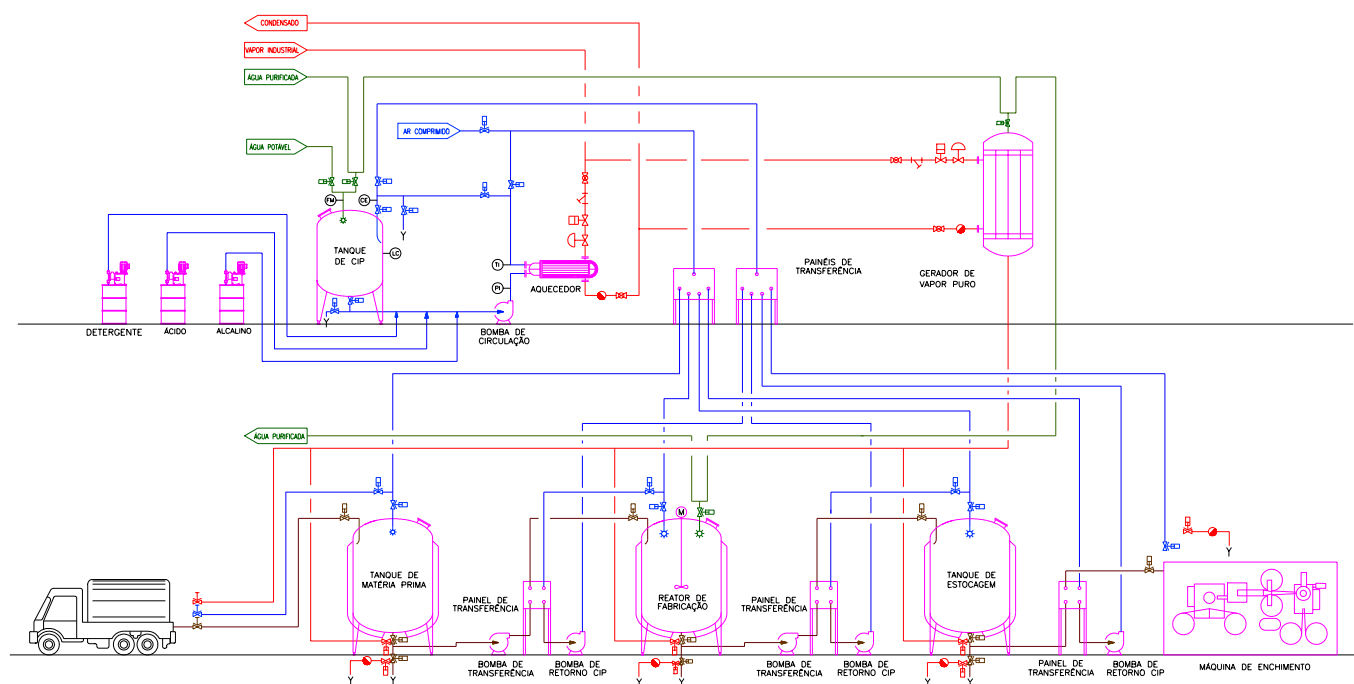 CONDENSADO
VAPOR INDUSTRIAL
ÁGUA PURIFICADA
AR COMPRIMIDO
ÁGUA POTÁVEL
FM
CE
TANQUE
DE CIP
LC
TI
PI
AQUECEDOR
PAINÉIS DE
TRANSFERÊNCIA
GERADOR DE
VAPOR PURO
DETERGENTE
ÁCIDO
ALCALINO
BOMBA DE
CIRCULAÇÃO
ÁGUA PURIFICADA
M
TANQUE DE
MATÉRIA PRIMA
PAINEL DE
TRANSFERÊNCIA
REATOR DE
FABRICAÇÃO
PAINEL DE
TRANSFERÊNCIA
TANQUE DE
ESTOCAGEM
BOMBA DE
TRANSFERÊNCIA
BOMBA DE
RETORNO CIP
BOMBA DE
TRANSFERÊNCIA
BOMBA DE
RETORNO CIP
PAINEL DE
TRANSFERÊNCIA
BOMBA DE
RETORNO CIP
MÁQUINA DE ENCHIMENTO